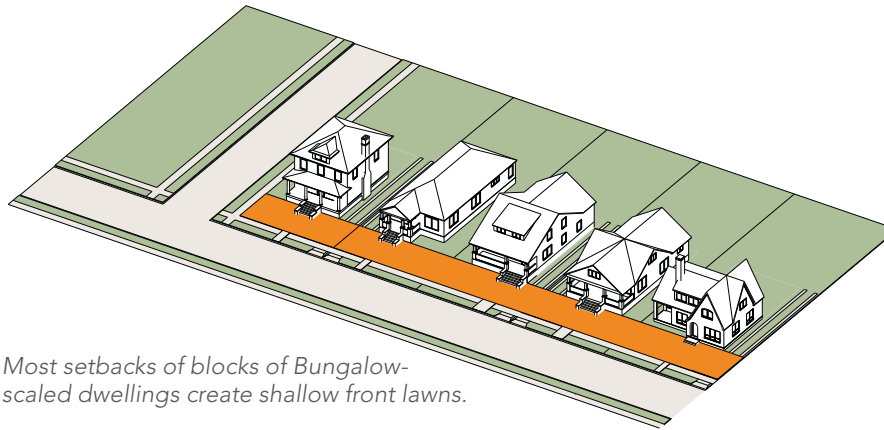 Most setbacks of blocks of Bungalow-
scaled dwellings create shallow front lawns.